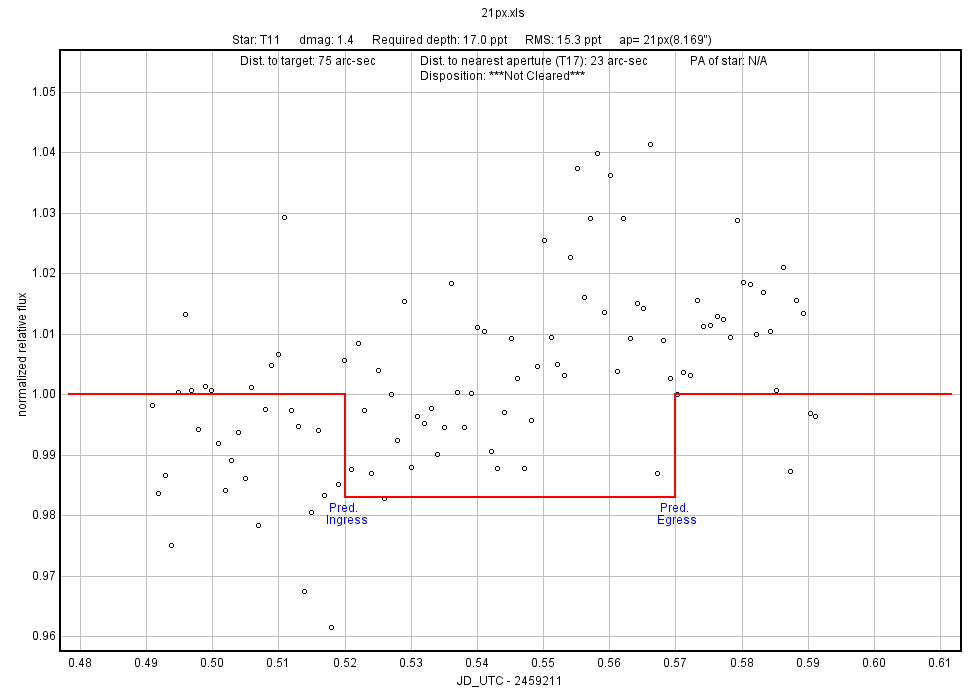 21px.xls
Star: T11 dmag: 1.4 Required depth: 17.0 ppt RMS: 15.3 ppt ap= 21px(8.169")
Dist. to target: 75 arc-sec Dist. to nearest aperture (T17): 23 arc-sec PA of star: N/A
Disposition: ***Not Cleared***
normalized relative flux
1.05
1.04
1.03
1.02
1.01
1.00
0.99
0.98
0.97
0.96
Pred.
Ingress
Pred.
Egress
0.48 0.49 0.50 0.51 0.52 0.53 0.54 0.55 0.56 0.57 0.58 0.59 0.60 0.61
JD_UTC - 2459211